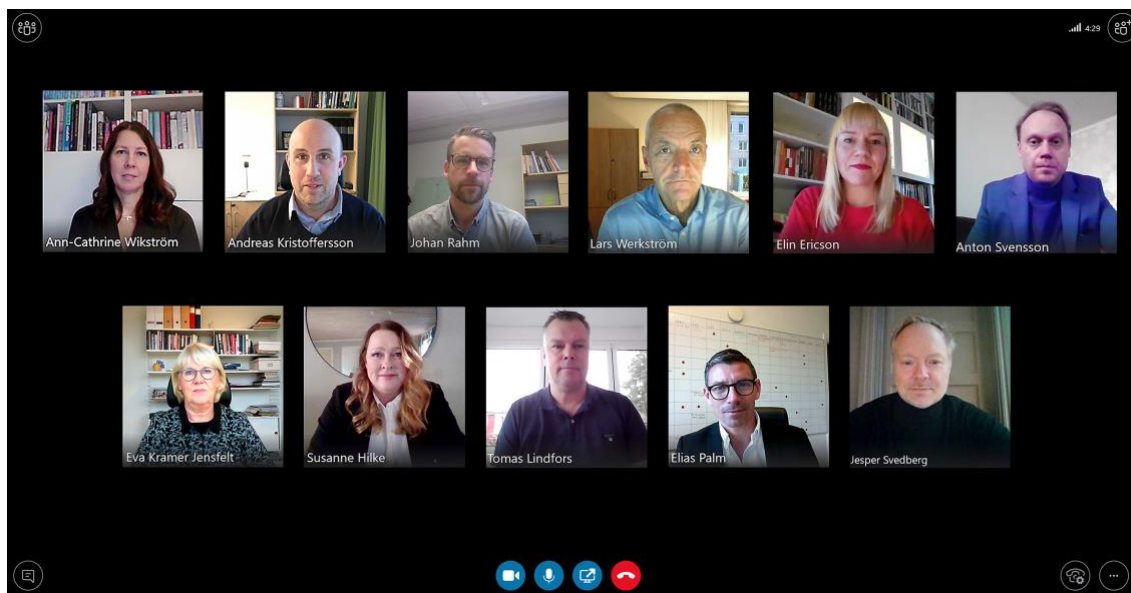 4:29
Ann-Cathrine Wikström
Andreas Kristoffersson
Johan Rahm
Lars Werkström
Elin Ericson
Anton Svensson
Eva Kramer Jensfelt
Susanne Hilke
Tomas Lindfors
Elias Palm
Jesper Svedberg